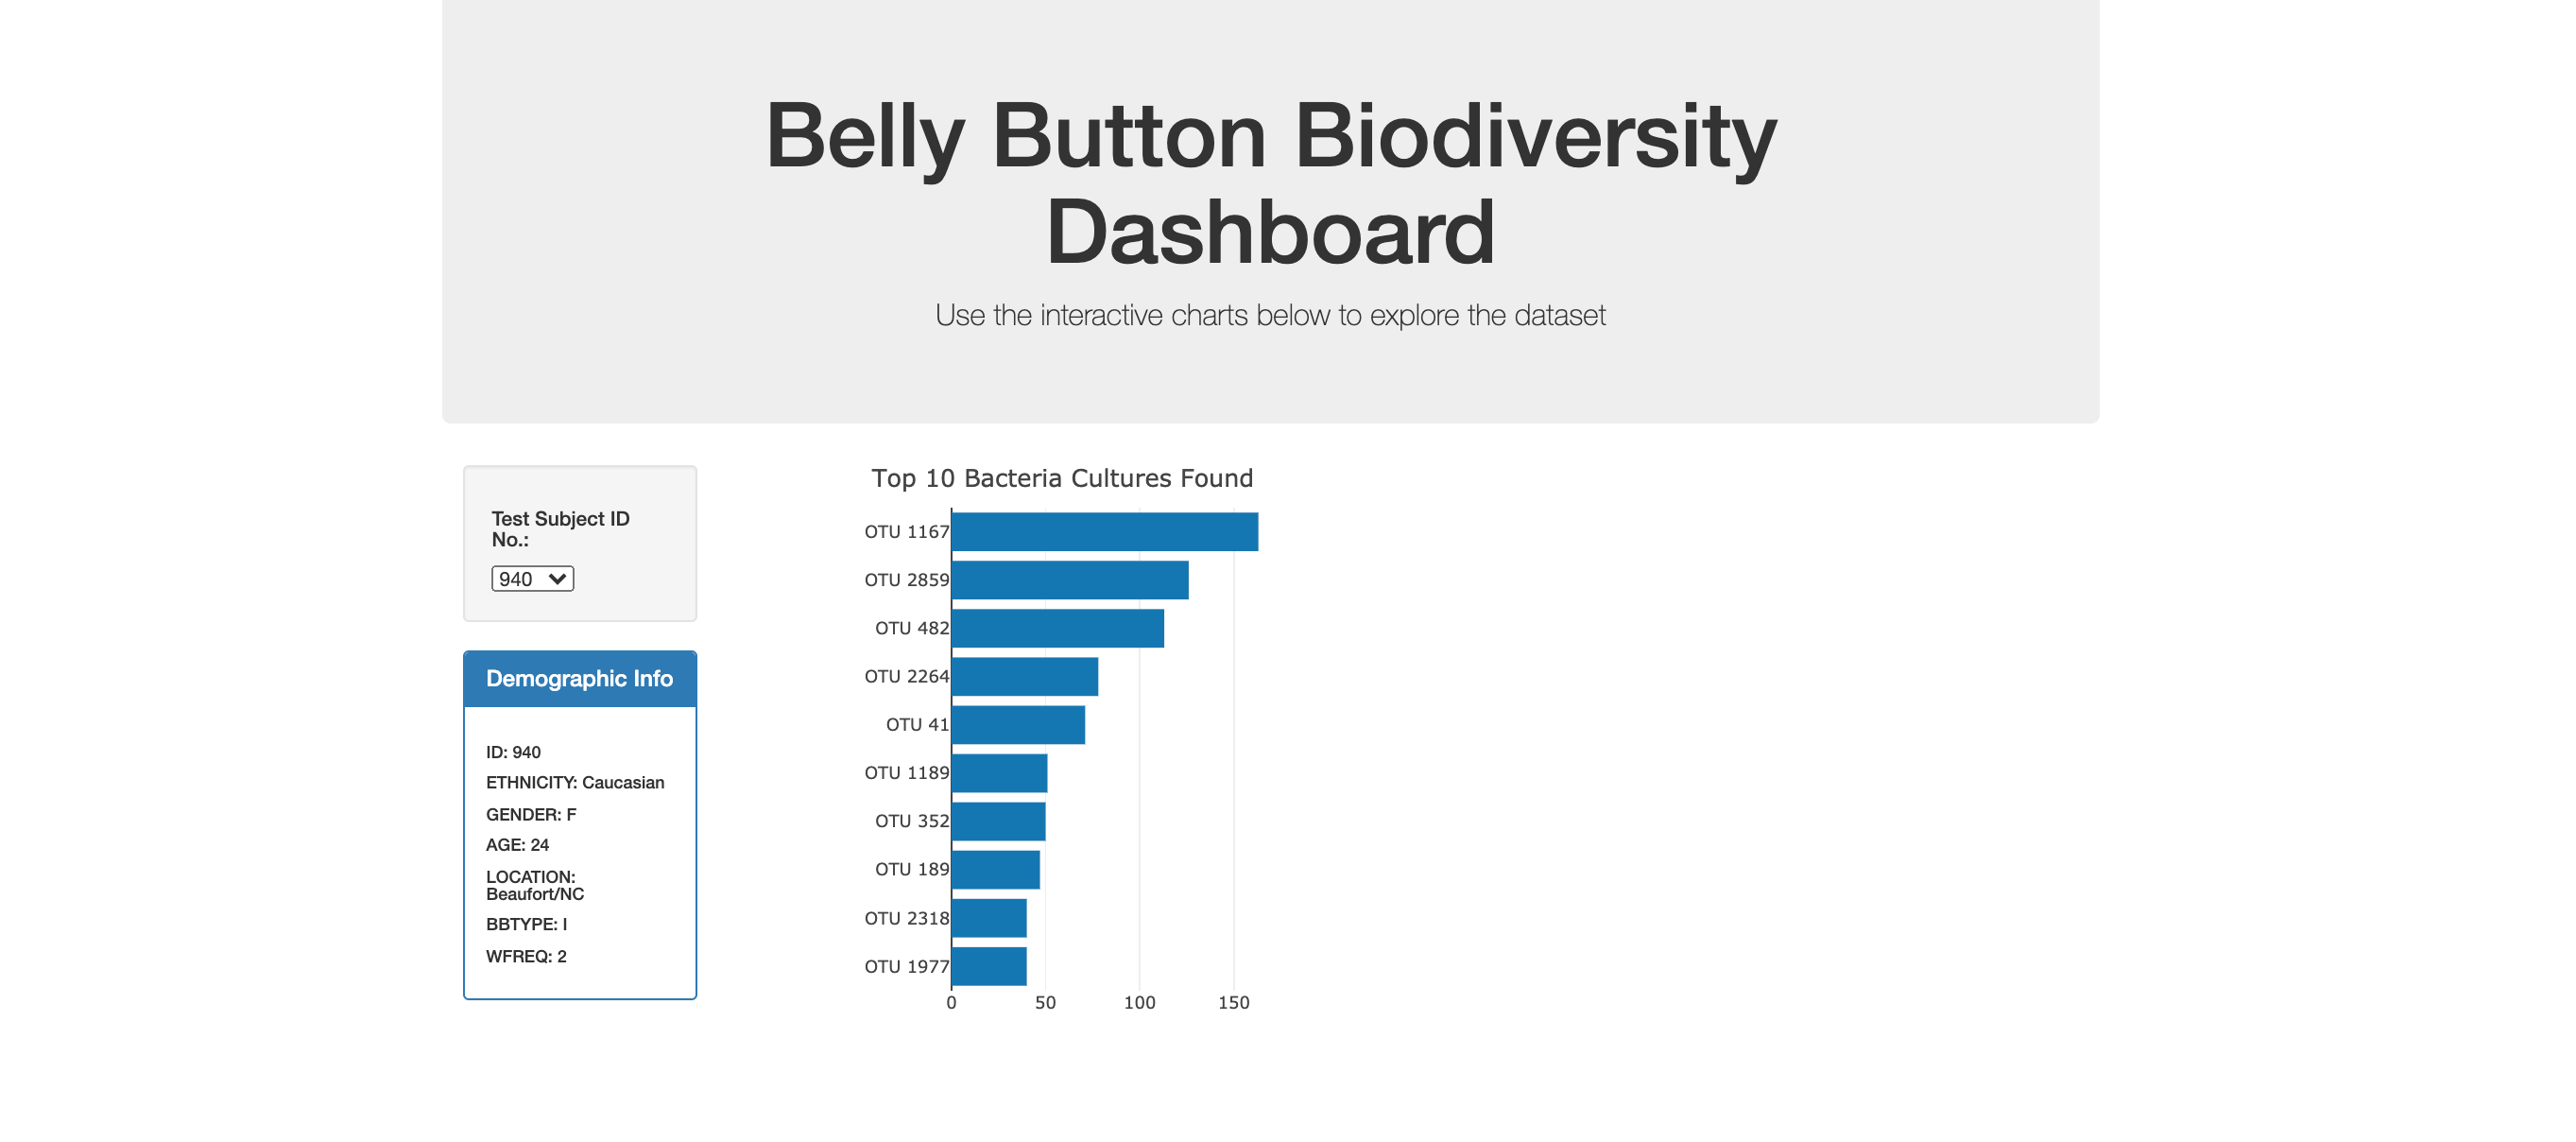 Belly Button Biodiversity
Dashboard
Use the interactive charts below to explore the dataset
Test Subject ID
No.:
940
Demographic Info
ID: 940
ETHNICITY: Caucasian
GENDER: F
AGE: 24
LOCATION:
Beaufort/NC
BBTYPE: I
WFREQ: 2
Top 10 Bacteria Cultures Found
OTU 1167
OTU 2859
OTU 482
OTU 2264
OTU 41
OTU 1189
OTU 352
OTU 189
OTU 2318
OTU 1977
0 50 100 150